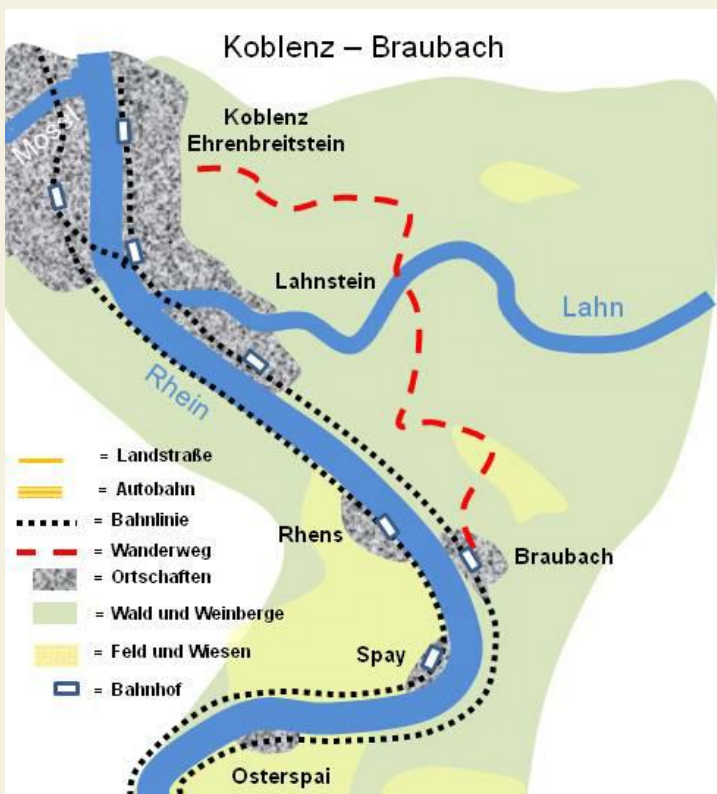 Koblenz – Braubach
Koblenz
Ehrenbreitstein
Mosel
Lahnstein
Lahn
Rhein
= Landstraße
= Autobahn
= Bahnlinie
= Wanderweg
= Ortschaften
= Wald und Weinberge
= Feld und Wiesen
= Bahnhof
Rhens
Braubach
Spay
Osterspai